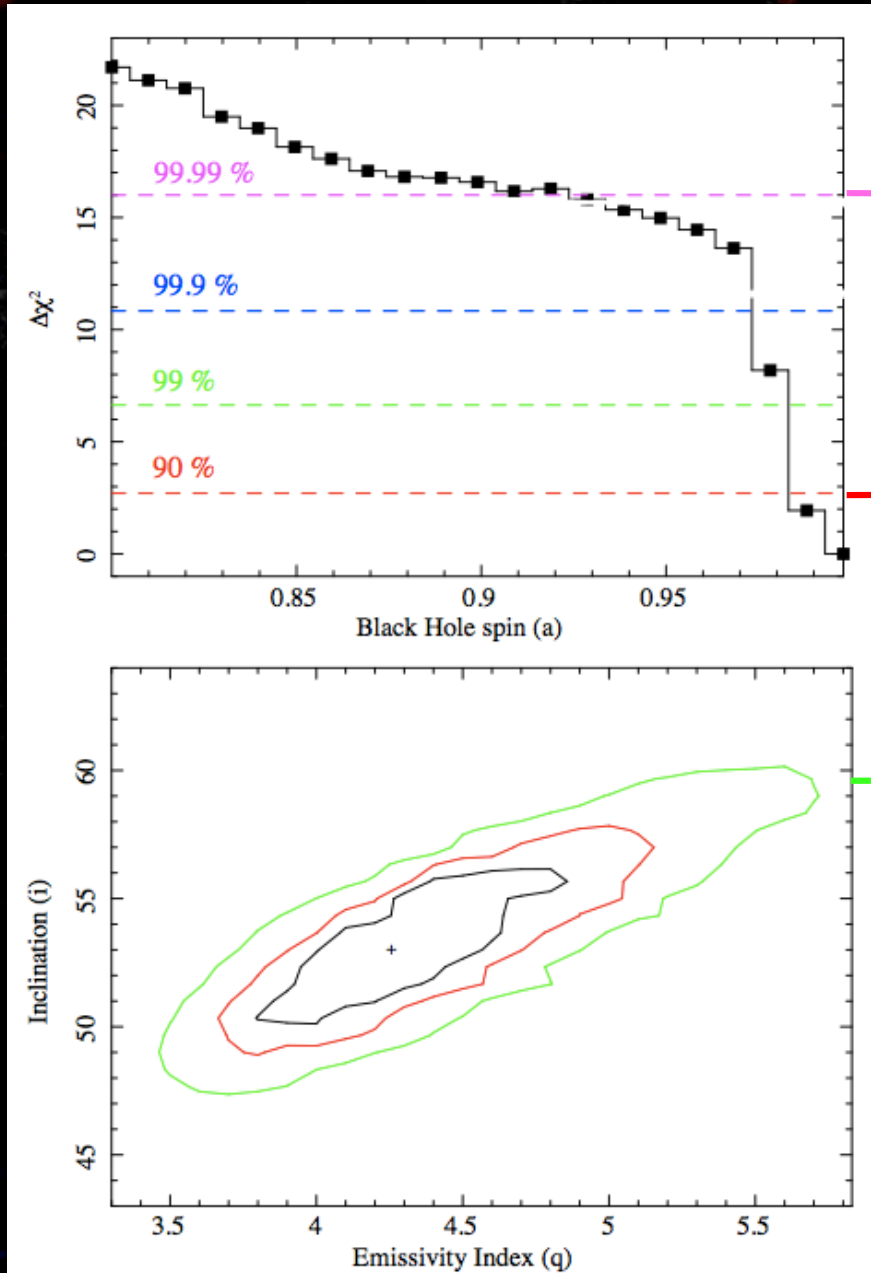 20
99.99 %
15
Δχ²
99.9 %
10
99 %
5
90 %
0
0.85 0.9 0.95
Black Hole spin (a)
60
55
Inclination (i)
50
45
3.5 4 4.5 5 5.5
Emissivity Index (q)